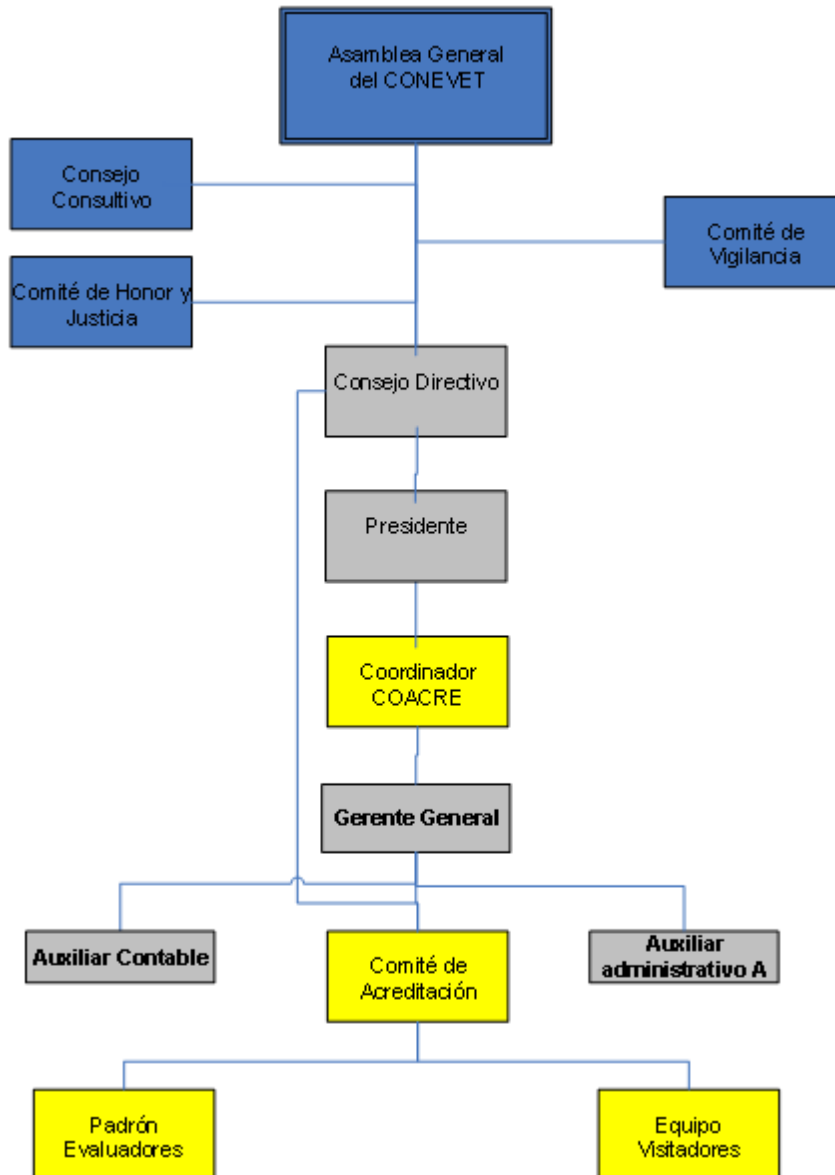 Asamblea General
del CONEVET
Consejo
Consultivo
Comité de
Vigilancia
Comité de Honor y
Justicia
Consejo Directivo
Presidente
Coordinador
COACRE
Gerente General
Auxiliar Contable
Comité de
Acreditación
Auxiliar
administrativo A
Padrón
Evaluadores
Equipo
Visitadores